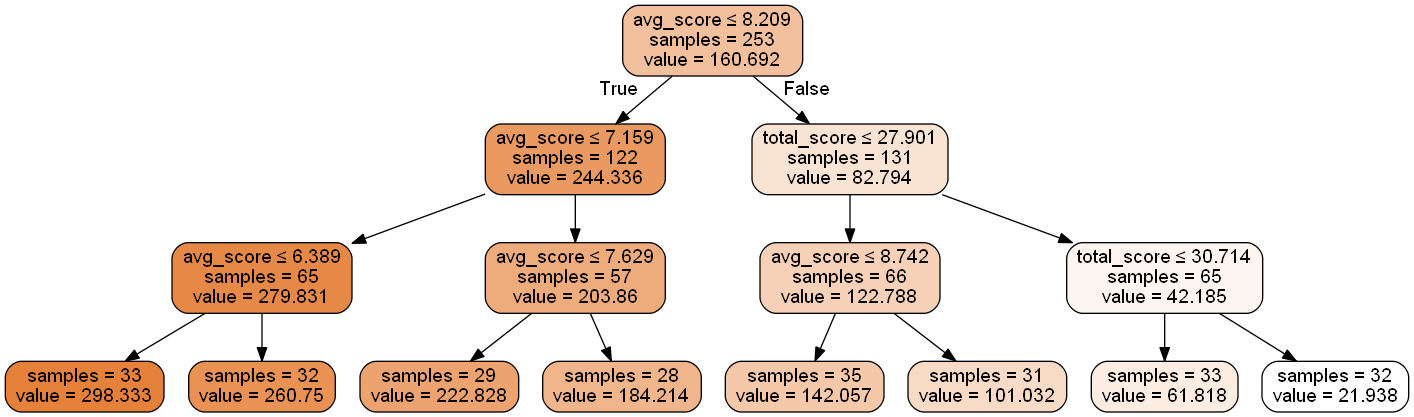 avg_score ≤ 8.209
samples = 253
value = 160.692
True
False
avg_score ≤ 7.159
samples = 122
value = 244.336
total_score ≤ 27.901
samples = 131
value = 82.794
avg_score ≤ 6.389
samples = 65
value = 279.831
avg_score ≤ 7.629
samples = 57
value = 203.86
avg_score ≤ 8.742
samples = 66
value = 122.788
total_score ≤ 30.714
samples = 65
value = 42.185
samples = 33
value = 298.333
samples = 32
value = 260.75
samples = 29
value = 222.828
samples = 28
value = 184.214
samples = 35
value = 142.057
samples = 31
value = 101.032
samples = 33
value = 61.818
samples = 32
value = 21.938